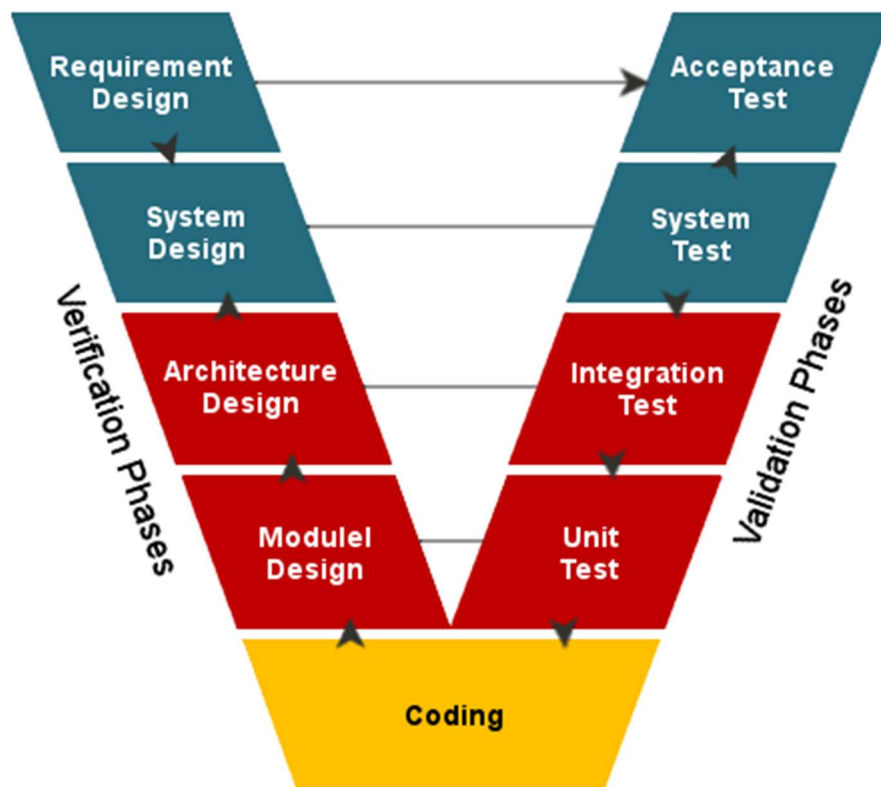 Requirement
Design
Acceptance
Test
System
Design
System
Test
Verification Phases
Validation Phases
Architecture
Design
Integration
Test
Modulel
Design
Unit
Test
Coding